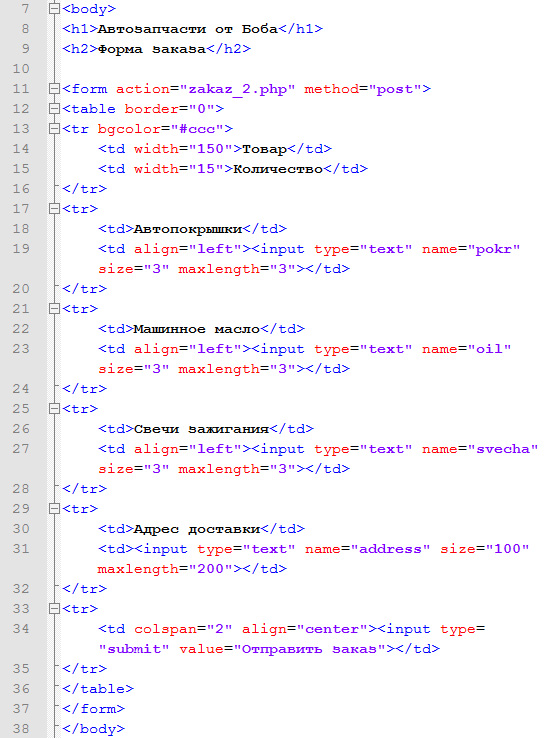 7 <body>
8 <h1>Автозапчасти от Боба</h1>
9 <h2>Форма заказа</h2>
10
11 <form action="zakaz_2.php" method="post">
12 <table border="0">
13 <tr bgcolor="#ccc">
14 <td width="150">Товар</td>
15 <td width="15">Количество</td>
16 </tr>
17 <tr>
18 <td>Автопокрышки</td>
19 <td align="left"><input type="text" name="pokr"
size="3" maxlength="3"></td>
20 </tr>
21 <tr>
22 <td>Машинное масло</td>
23 <td align="left"><input type="text" name="oil"
size="3" maxlength="3"></td>
24 </tr>
25 <tr>
26 <td>Свечи зажигания</td>
27 <td align="left"><input type="text" name="svecha"
size="3" maxlength="3"></td>
28 </tr>
29 <tr>
30 <td>Адрес доставки</td>
31 <td><input type="text" name="address" size="100"
maxlength="200"></td>
32 </tr>
33 <tr>
34 <td colspan="2" align="center"><input type=
"submit" value="Отправить заказ"></td>
35 </tr>
36 </table>
37 </form>
38 </body>